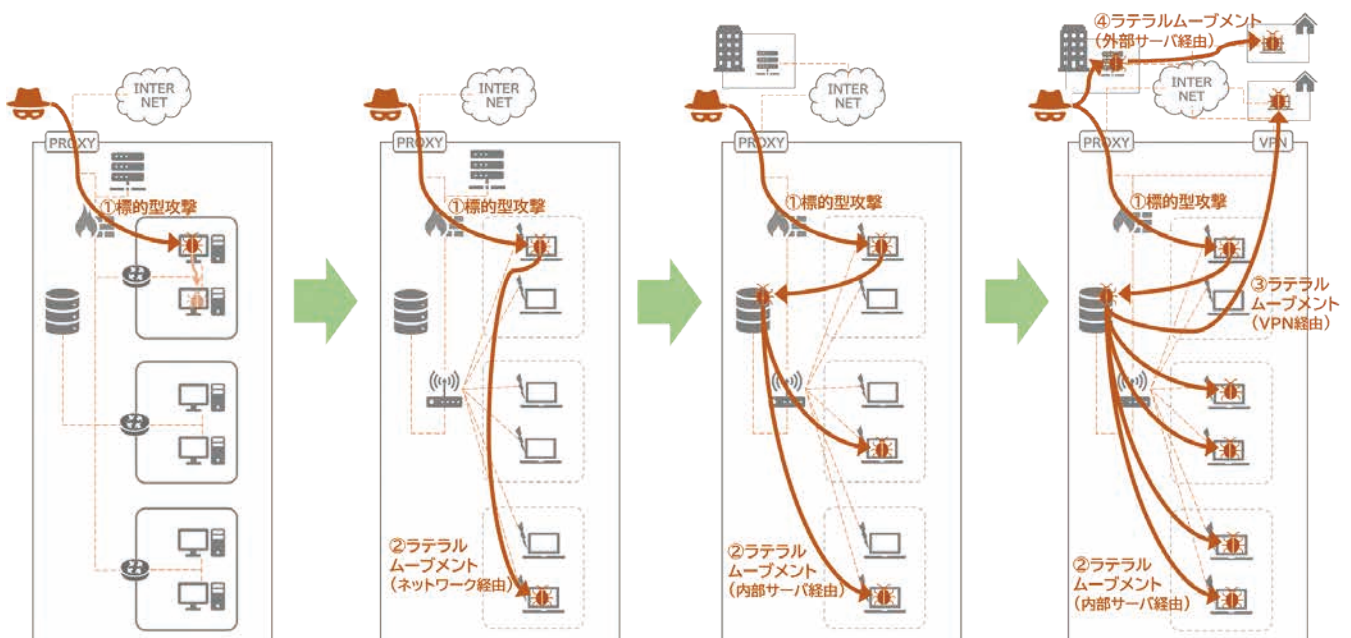 INTER
NET
PROXY
①標的型攻撃
INTER
NET
PROXY
①標的型攻撃
②ラテラル
ムーブメント
（ネットワーク経由）
INTER
NET
PROXY
①標的型攻撃
②ラテラル
ムーブメント
（内部サーバ経由）
④ラテラルムーブメント
（外部サーバ経由）
INTER
NET
PROXY
VPN
①標的型攻撃
③ラテラル
ムーブメント
（VPN経由）
②ラテラル
ムーブメント
（内部サーバ経由）